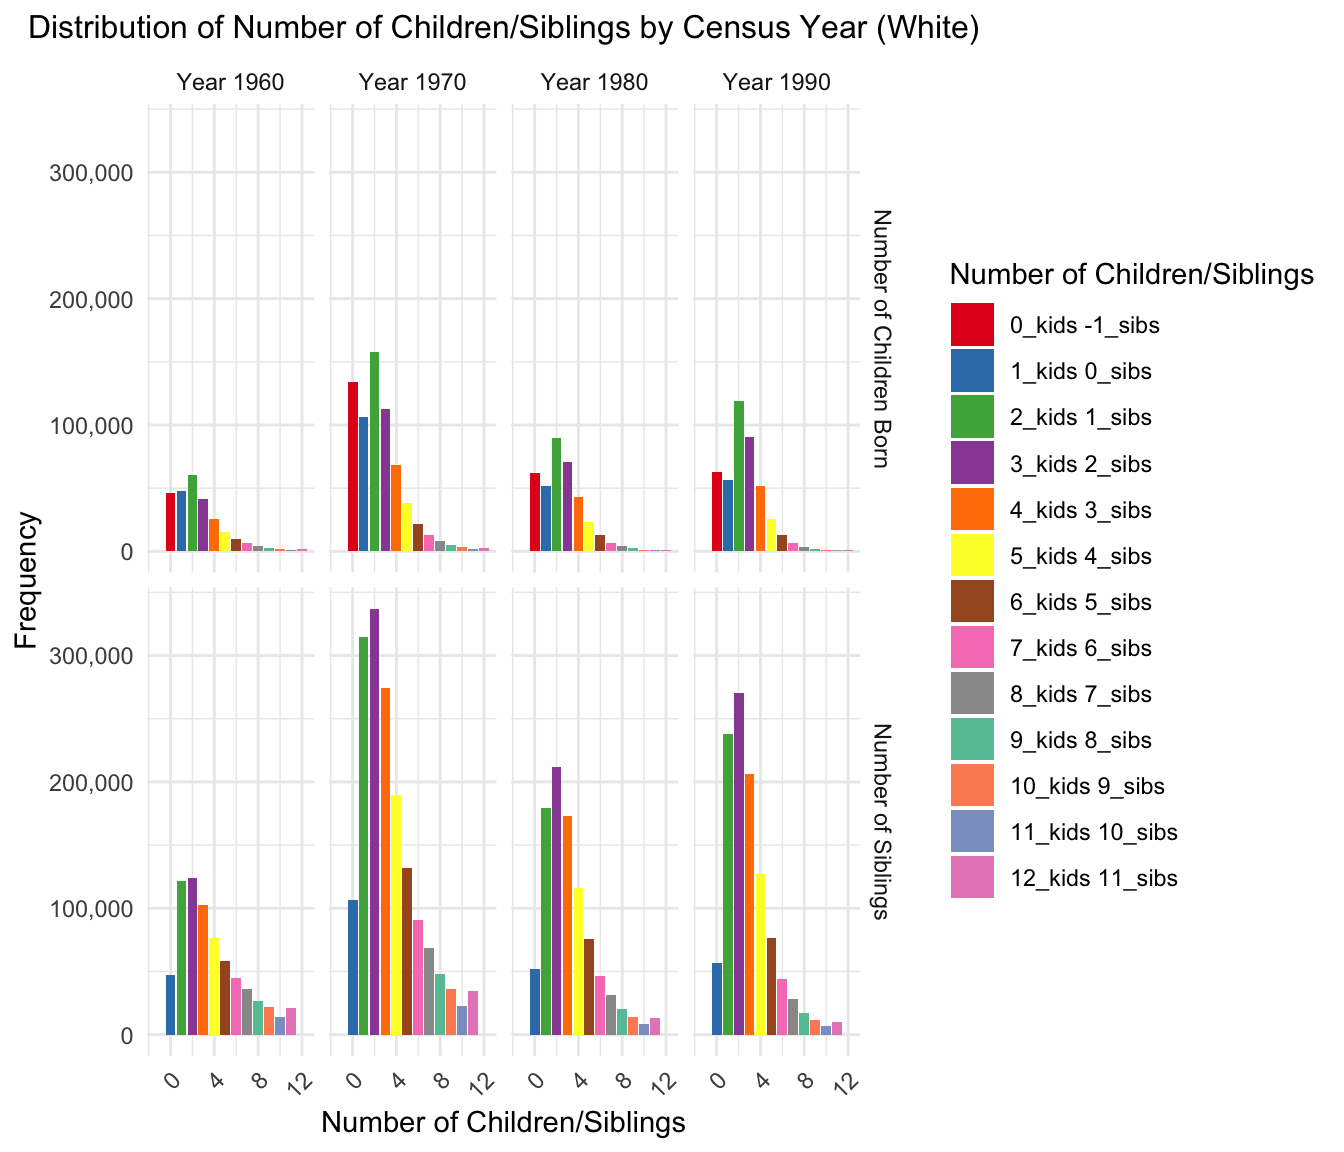 Distribution of Number of Children/Siblings by Census Year (White)
Year 1960
Year 1970
Year 1980
Year 1990
300,000
200,000
100,000
0
Number of Children Born
300,000
200,000
100,000
0
Number of Siblings
Frequency
0
4
8
12
0
4
8
12
0
4
8
12
0
4
8
12
Number of Children/Siblings
Number of Children/Siblings
0_kids -1_sibs
1_kids 0_sibs
2_kids 1_sibs
3_kids 2_sibs
4_kids 3_sibs
5_kids 4_sibs
6_kids 5_sibs
7_kids 6_sibs
8_kids 7_sibs
9_kids 8_sibs
10_kids 9_sibs
11_kids 10_sibs
12_kids 11_sibs